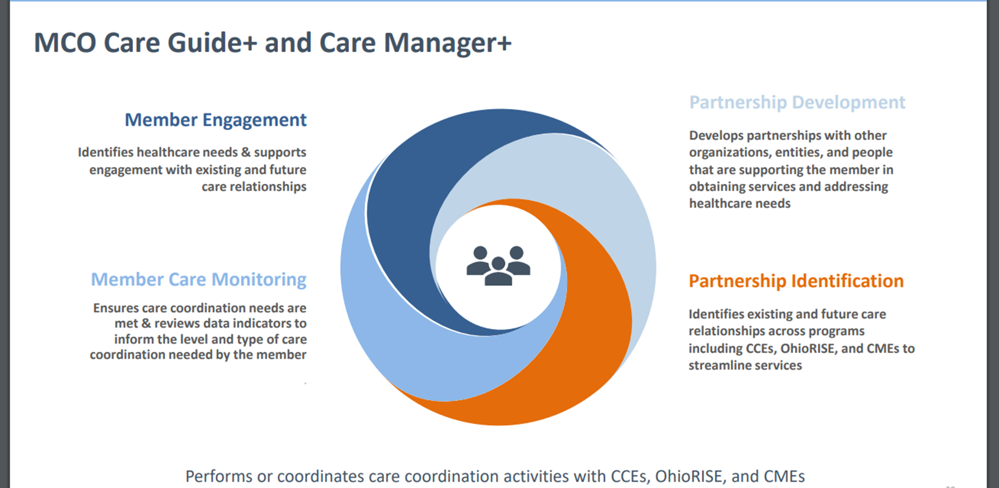 MCO Care Guide+ and Care Manager+
Member Engagement
Identifies healthcare needs & supports
engagement with existing and future
care relationships
Partnership Development
Develops partnerships with other
organizations, entities, and people
that are supporting the member in
obtaining services and addressing
healthcare needs
Member Care Monitoring
Ensures care coordination needs are
met & reviews data indicators to
inform the level and type of care
coordination needed by the member
.
Partnership Identification
Identifies existing and future care
relationships across programs
including CCEs, OhioRISE, and CMEs to
streamline services
Performs or coordinates care coordination activities with CCEs, OhioRISE, and CMEs